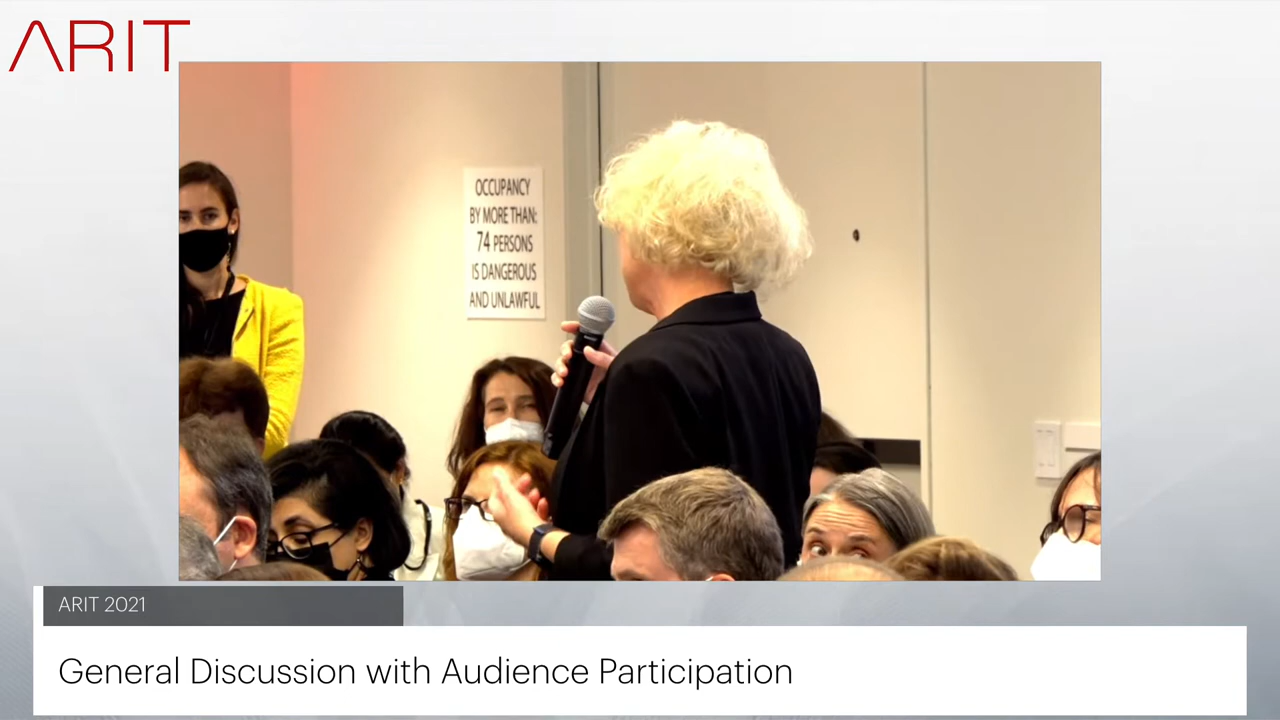 ARIT
OCCUPANCY
BY MORE THAN:
74 PERSONS
IS DANGEROUS
AND UNLAWFUL
ARIT 2021
General Discussion with Audience Participation